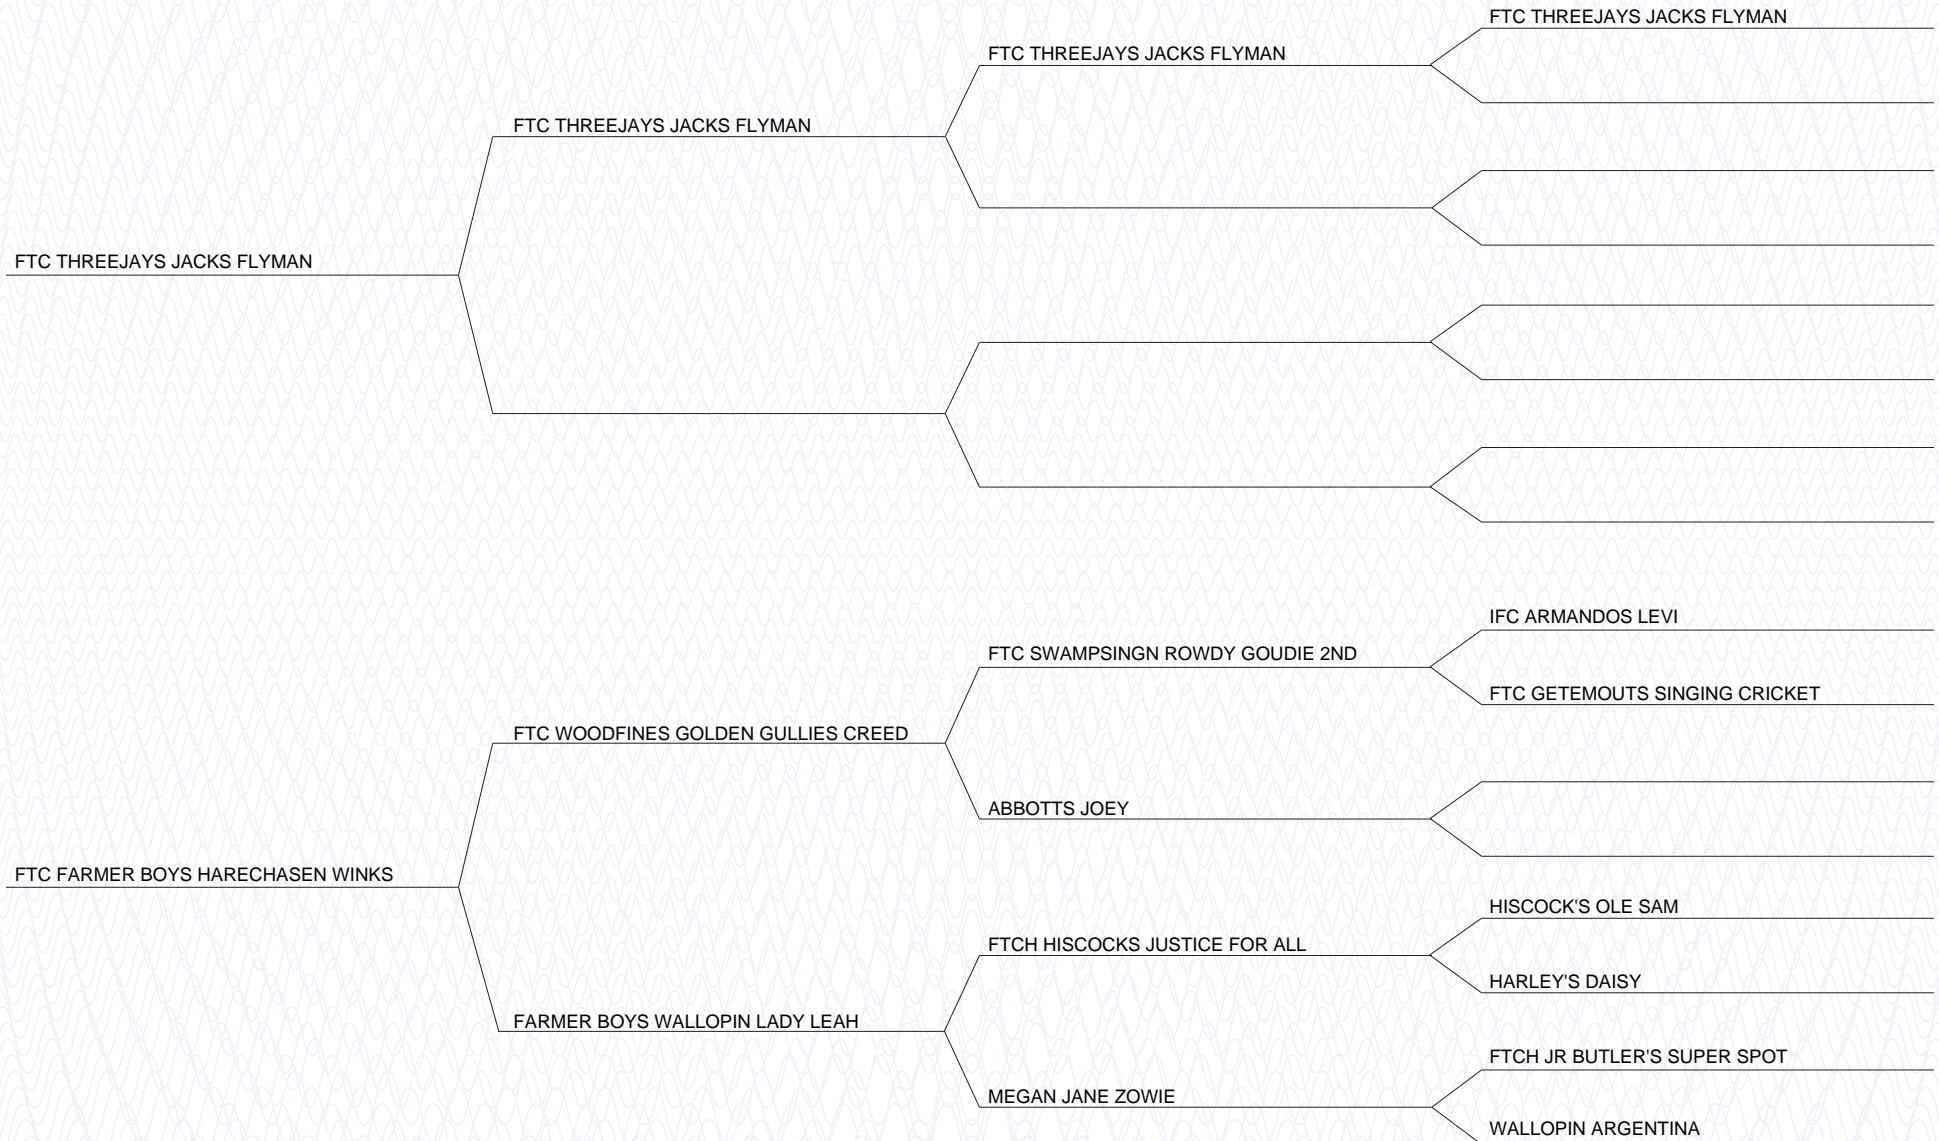 FTC THREEJAYS JACKS FLYMAN
FTC THREEJAYS JACKS FLYMAN
FTC THREEJAYS JACKS FLYMAN
FTC THREEJAYS JACKS FLYMAN
IFC ARMANDOS LEVI
FTC SWAMPSINGN ROWDY GOUDIE 2ND
FTC GETEMOUTS SINGING CRICKET
FTC WOODFINES GOLDEN GULLIES CREED
ABBOTTS JOEY
FTC FARMER BOYS HARECHASEN WINKS
HISCOCK'S OLE SAM
FTCH HISCOCKS JUSTICE FOR ALL
HARLEY'S DAISY
FARMER BOYS WALLOPIN LADY LEAH
FTCH JR BUTLER'S SUPER SPOT
MEGAN JANE ZOWIE
WALLOPIN ARGENTINA